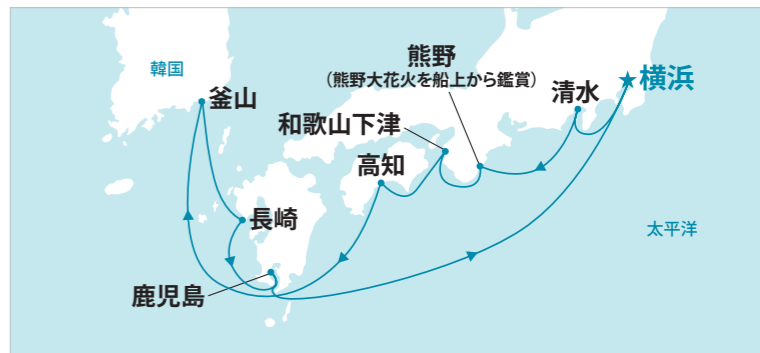 韓国
釜山
熊野
(熊野大花火を船上から鑑賞)
★横浜
清水
和歌山下津
高知
長崎
太平洋
鹿児島